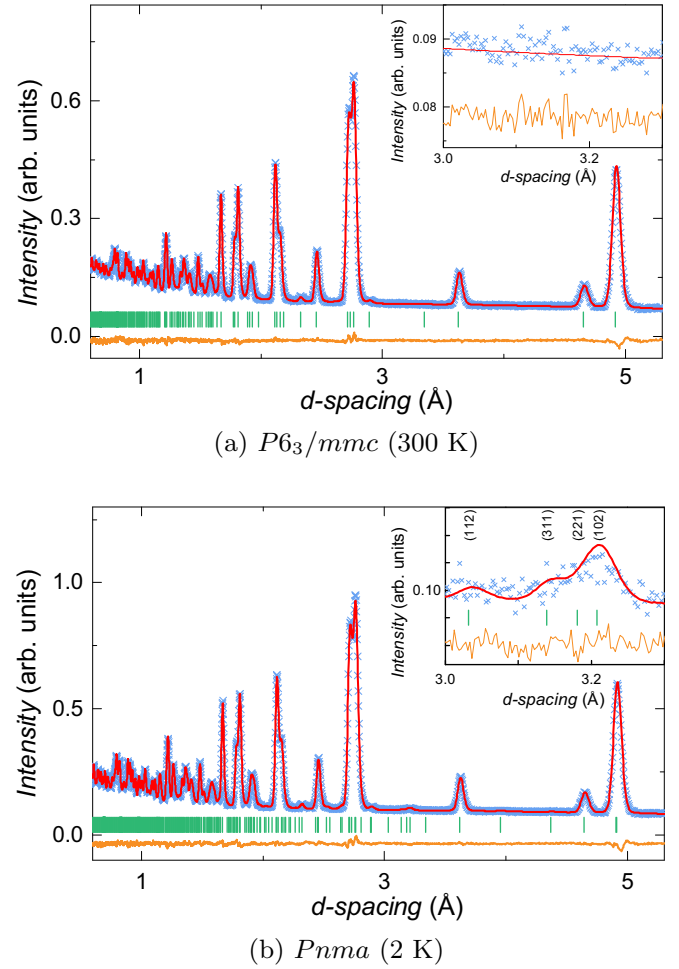 0.6
0.3
0.0
Intensity (arb. units)
1
3
5
d-spacing (Å)
0.09
0.08
Intensity (arb. units)
3.0
3.2
d-spacing (Å)
(a) P6₃/mmc (300 K)
1.0
0.5
0.0
Intensity (arb. units)
1
3
5
d-spacing (Å)
(112)
(311)
(221)
(102)
0.10
Intensity (arb. units)
3.0
3.2
d-spacing (Å)
(b) Pnma (2 K)